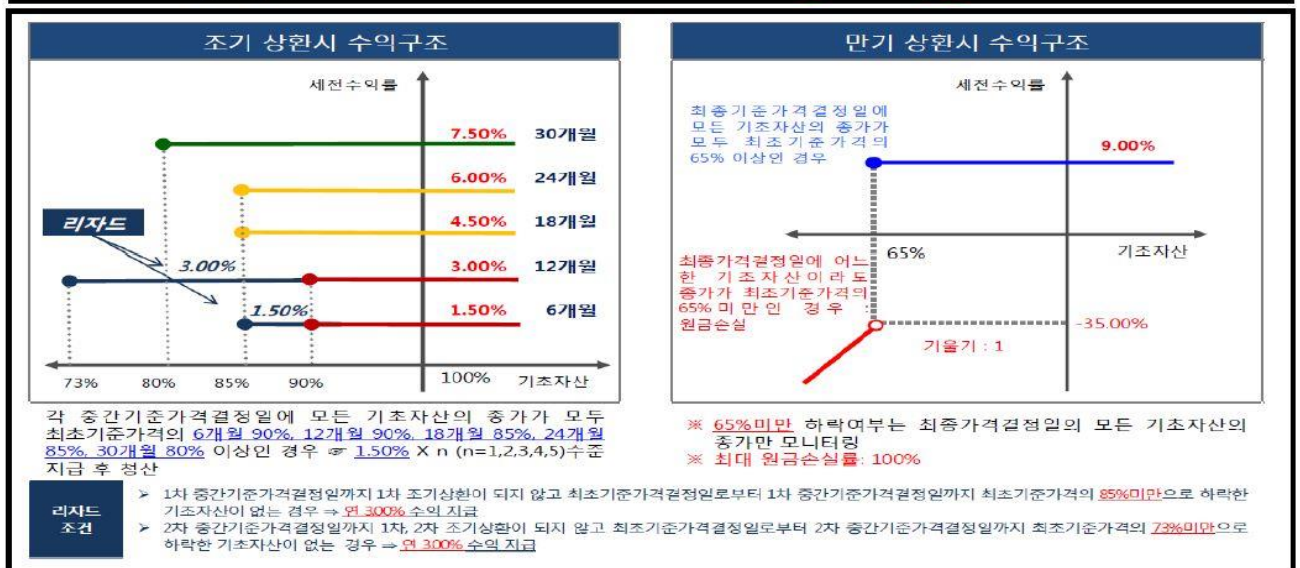 조기 상환시 수익구조
세전수익률
7.50% 30개월
6.00% 24개월
리자드
4.50% 18개월
3.00%
3.00% 12개월
1.50%
1.50% 6개월
73% 80% 85% 90% 100% 기초자산
각 중간기준가격결정일에 모든 기초자산의 종가가 모두
최초기준가격의 6개월 90%, 12개월 90%, 18개월 85%, 24개월
85%, 30개월 80% 이상인 경우 ☞ 1.50% X n (n=1,2,3,4,5)수준
지급 후 청산
만기 상환시 수익구조
세전수익률
최종기준가격결정일에
모든 기초자산의 종가가
모두 최초기준가격의
65% 이상인 경우
9.00%
65%
기초자산
최종가격결정일에 어느
한 기초자산이라도
종가가 최초기준가격의
65%미만인 경우 :
원금손실
-35.00%
기울기 : 1
※ 65%미만 하락여부는 최종가격결정일의 모든 기초자산의
종가만 모니터링
※ 최대 원금손실률: 100%
리자드
조건
➢ 1차 중간기준가격결정일까지 1차 조기상환이 되지 않고 최초기준가격결정일로부터 1차 중간기준가격결정일까지 최초기준가격의 85%미만으로 하락한
기초자산이 없는 경우 ⇒ 연 3.00% 수익 지급
➢ 2차 중간기준가격결정일까지 1차, 2차 조기상환이 되지 않고 최초기준가격결정일로부터 2차 중간기준가격결정일까지 최초기준가격의 73%미만으로
하락한 기초자산이 없는 경우 ⇒ 연 3.00% 수익 지급